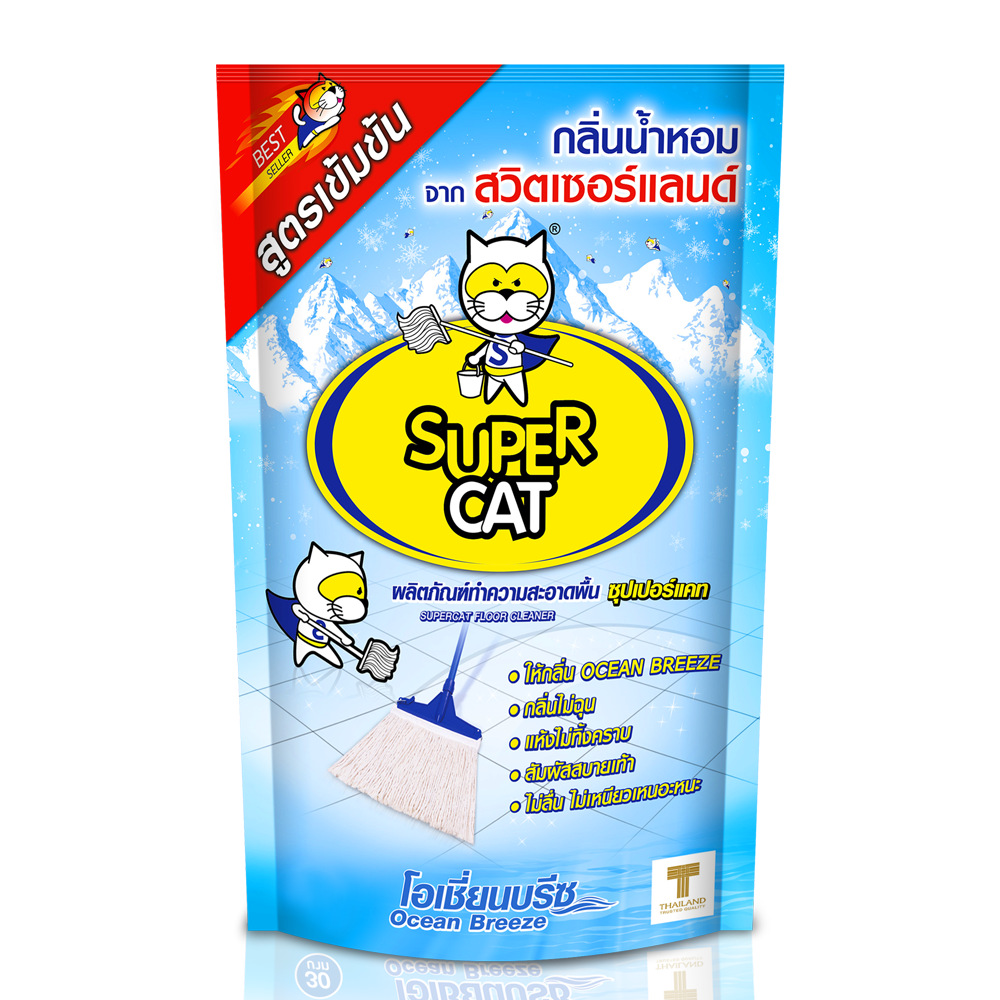 BEST
SELLER
สูตรเข้มข้น
กลิ่นน้ำหอม
จาก สวิตเซอร์แลนด์
®
S
SUPER
CAT
ผลิตภัณฑ์ทำความสะอาดพื้น ซุปเปอร์แคท
SUPERCAT FLOOR CLEANER
• ให้กลิ่น OCEAN BREEZE
• กลิ่นไม่ฉุน
• แห้งไม่ทิ้งคราบ
• สัมผัสสบายเท้า
• ไม่ลื่น ไม่เหนียวเหนอะหนะ
โอเชี่ยนบรีซ
Ocean Breeze
T
THAILAND
TRUSTED QUALITY